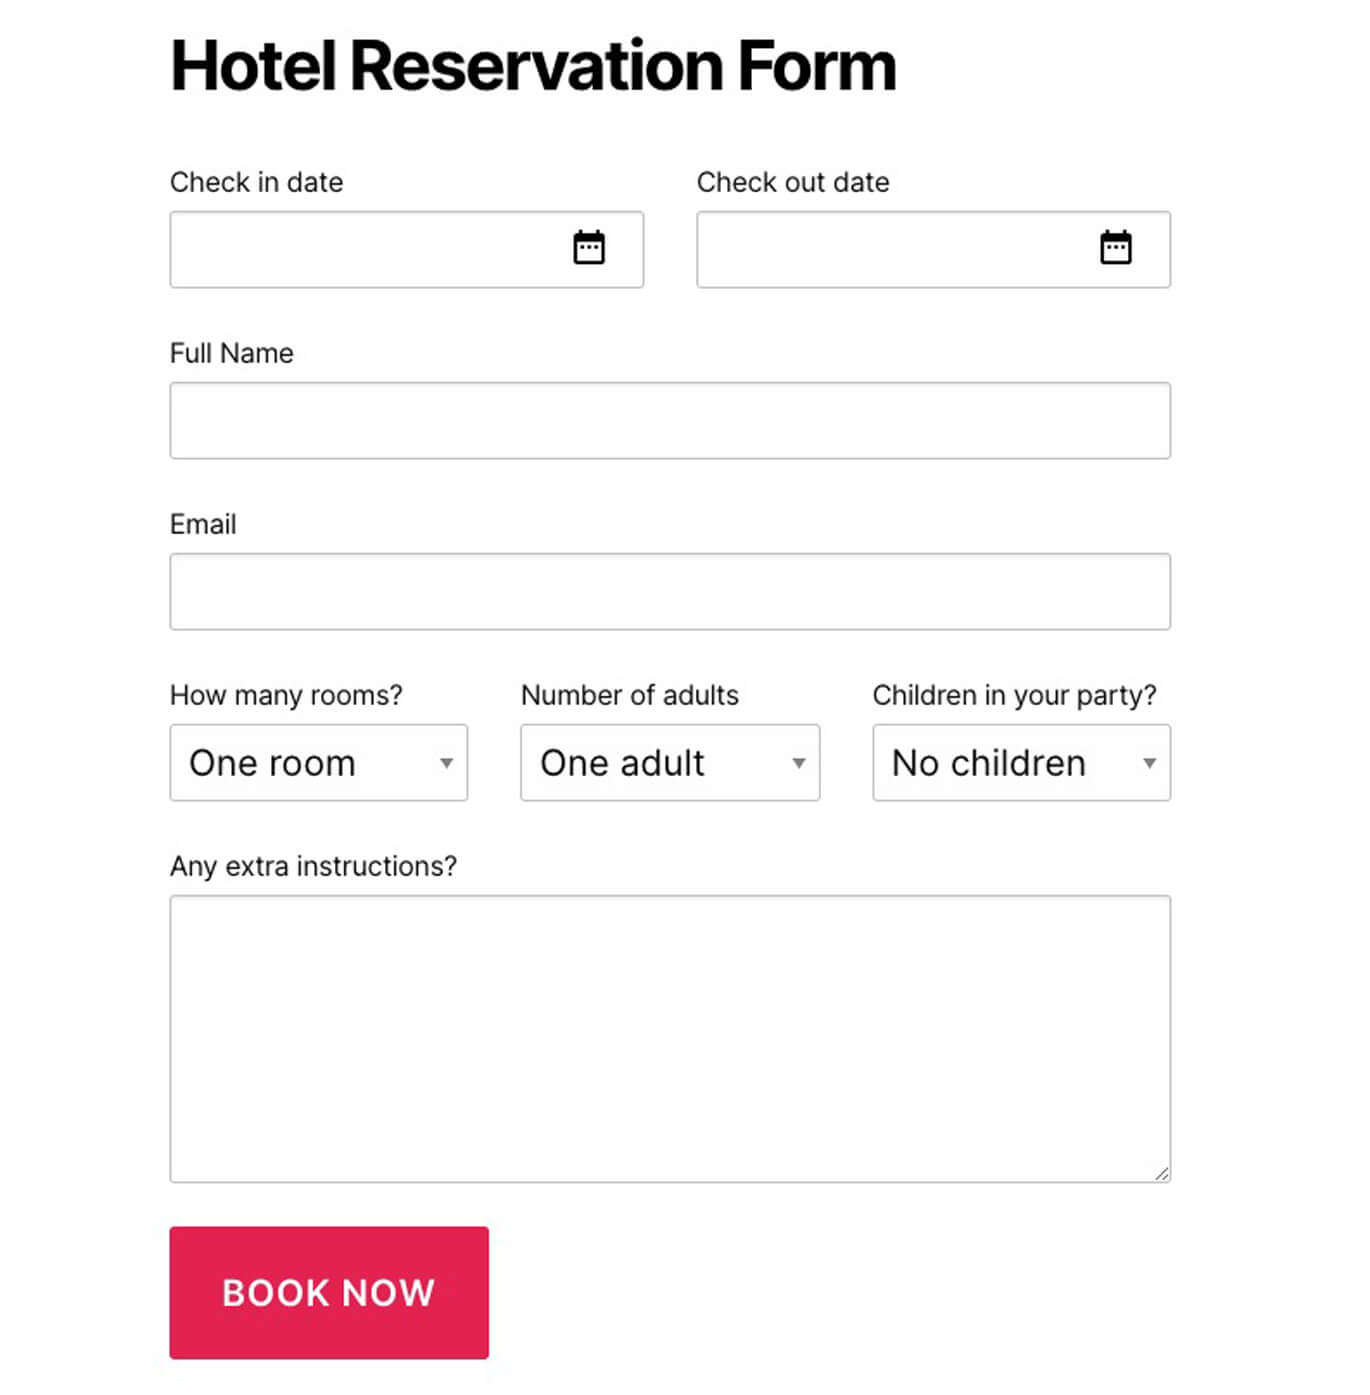 Hotel Reservation Form
Check in date
Check out date
Full Name
Email
How many rooms?
Number of adults
Children in your party?
One room
One adult
No children
Any extra instructions?
BOOK NOW